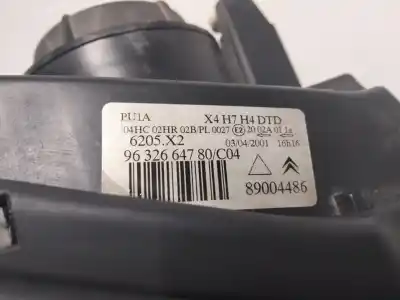 PU1A X4 H7 H4 DTD
04HC 02HR 02B/PL 0027 E2 20 02A 01 1a
6205.X2 03/04/2001 16h16
96 326 647 80/C04
89004486